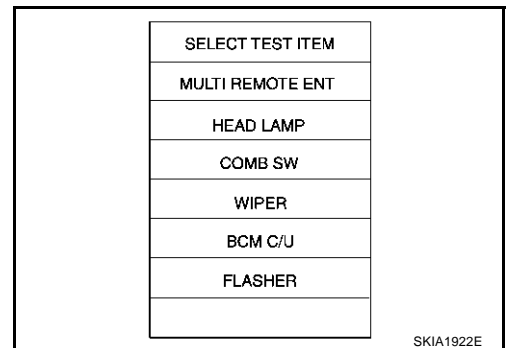 SELECT TEST ITEM
MULTI REMOTE ENT
HEAD LAMP
COMB SW
WIPER
BCM C/U
FLASHER
SKIA1922E